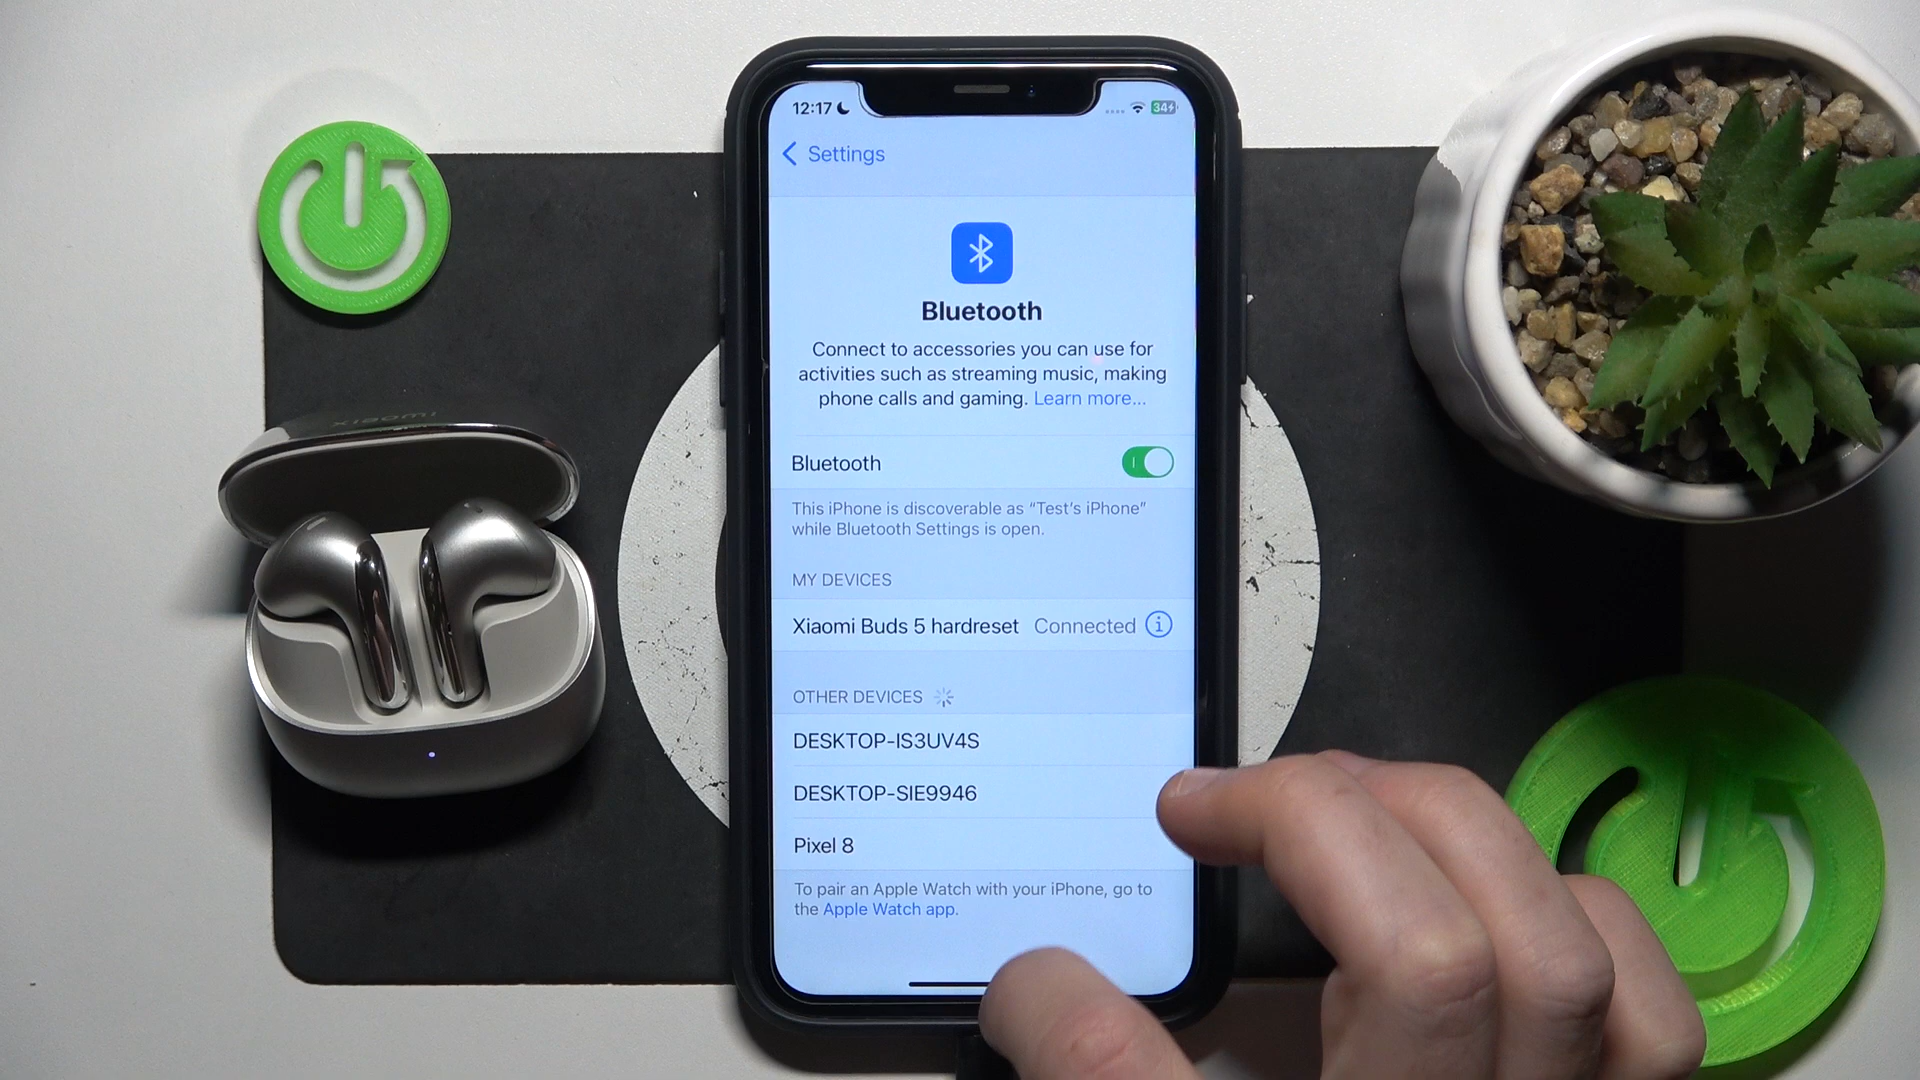 12:17
34
Settings
Bluetooth
Connect to accessories you can use for
activities such as streaming music, making
phone calls and gaming. Learn more...
Bluetooth
This iPhone is discoverable as “Test’s iPhone”
while Bluetooth Settings is open.
MY DEVICES
Xiaomi Buds 5 hardreset Connected
OTHER DEVICES
DESKTOP-IS3UV4S
DESKTOP-SIE9946
Pixel 8
To pair an Apple Watch with your iPhone, go to
the Apple Watch app.
xiaomi